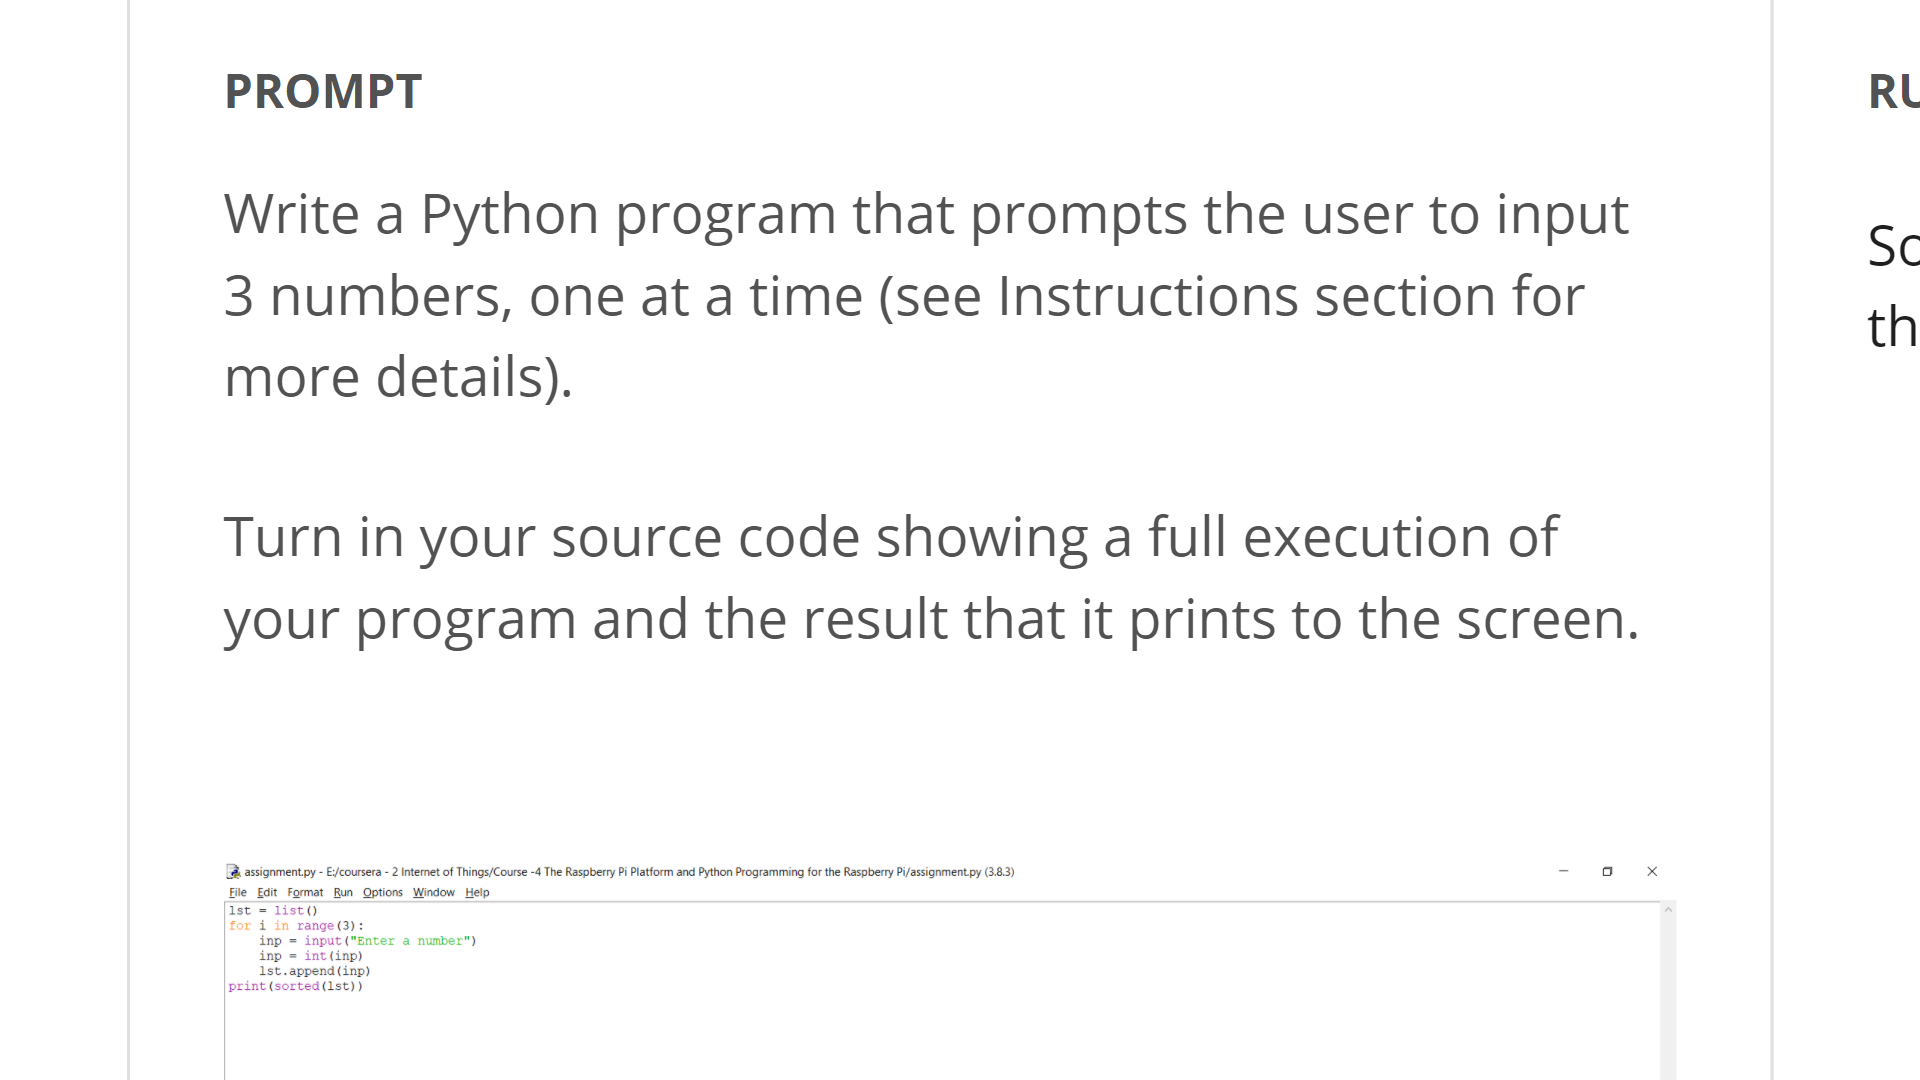 PROMPT
Write a Python program that prompts the user to input
3 numbers, one at a time (see Instructions section for
more details).
Turn in your source code showing a full execution of
your program and the result that it prints to the screen.
assignment.py - E:/coursera - 2 Internet of Things/Course -4 The Raspberry Pi Platform and Python Programming for the Raspberry Pi/assignment.py (3.8.3)
File Edit Format Run Options Window Help
lst = list()
for i in range(3):
    inp = input("Enter a number")
    inp = int(inp)
    lst.append(inp)
print(sorted(lst))